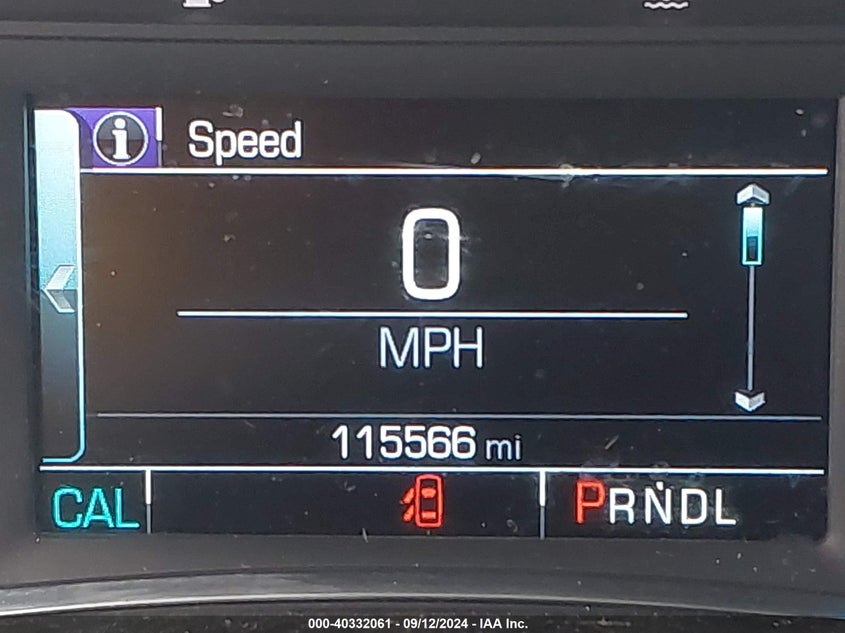 i Speed
0
MPH
115566 mi
CAL PRNDL
000-40332061 - 09/12/2024 - IAA Inc.